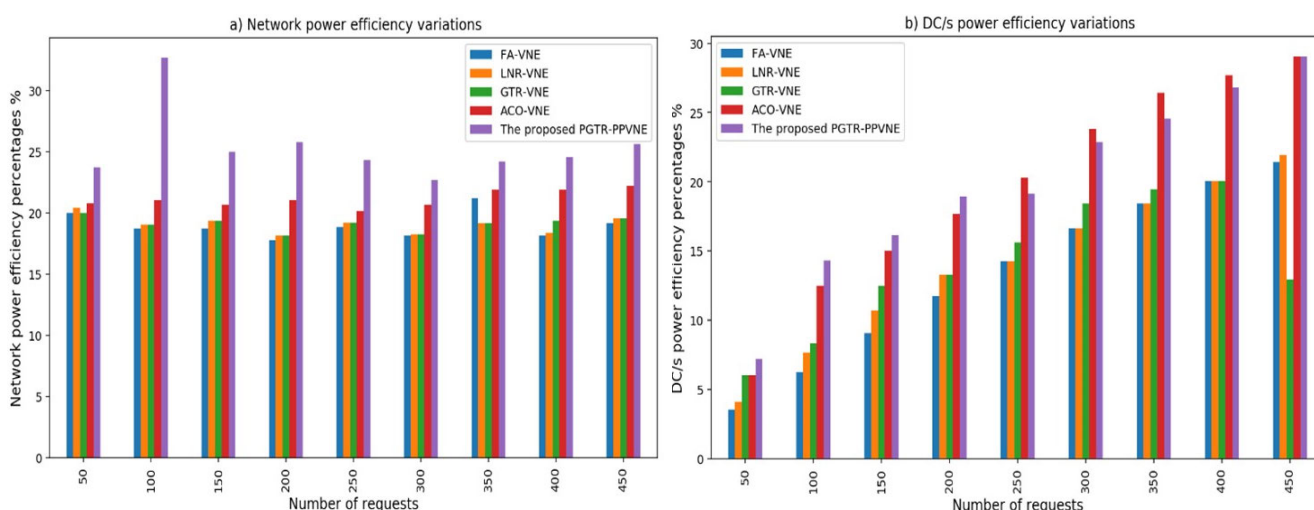 a) Network power efficiency variations
Network power efficiency percentages %
30
25
20
15
10
5
0
FA-VNE
LNR-VNE
GTR-VNE
ACO-VNE
The proposed PGTR-PPVNE
50
100
150
200
250
300
350
400
450
Number of requests
b) DC/s power efficiency variations
DC/s power efficiency percentages %
30
25
20
15
10
5
0
FA-VNE
LNR-VNE
GTR-VNE
ACO-VNE
The proposed PGTR-PPVNE
50
100
150
200
250
300
350
400
450
Number of requests